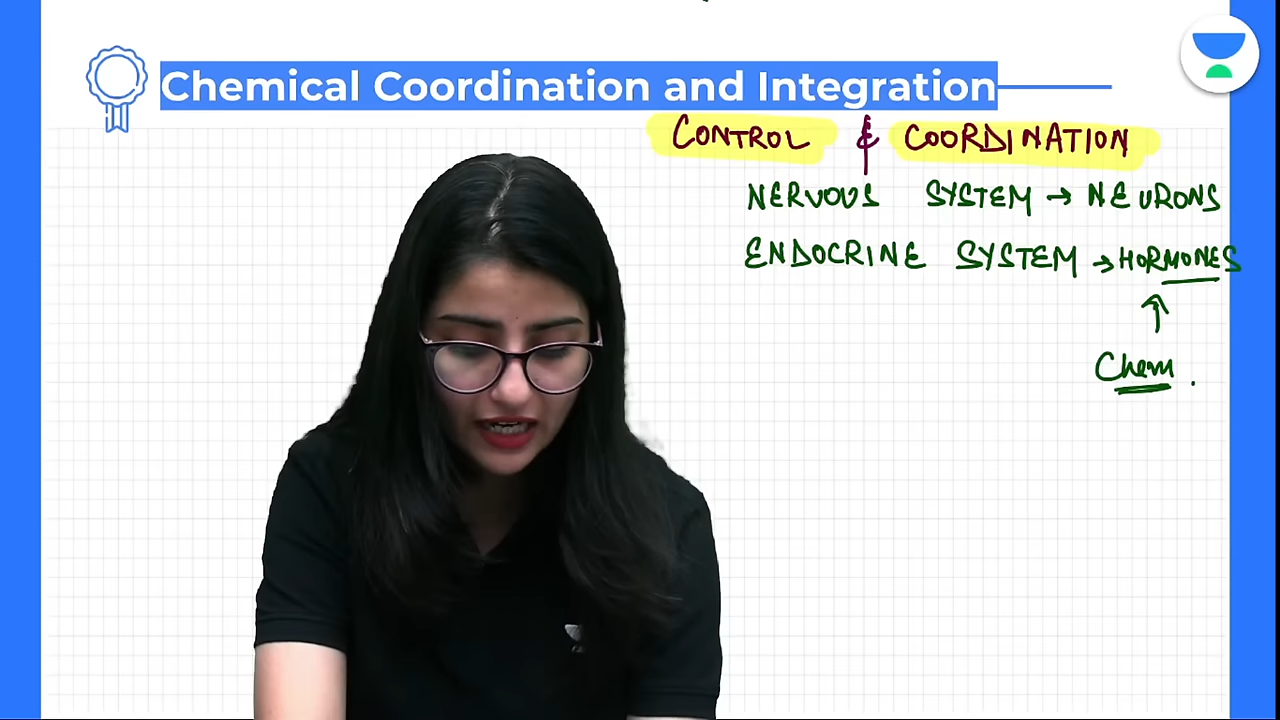 Chemical Coordination and Integration
CONTROL & COORDINATION
NERVOUS SYSTEM → NEURONS
ENDOCRINE SYSTEM → HORMONES
↑
Chem.